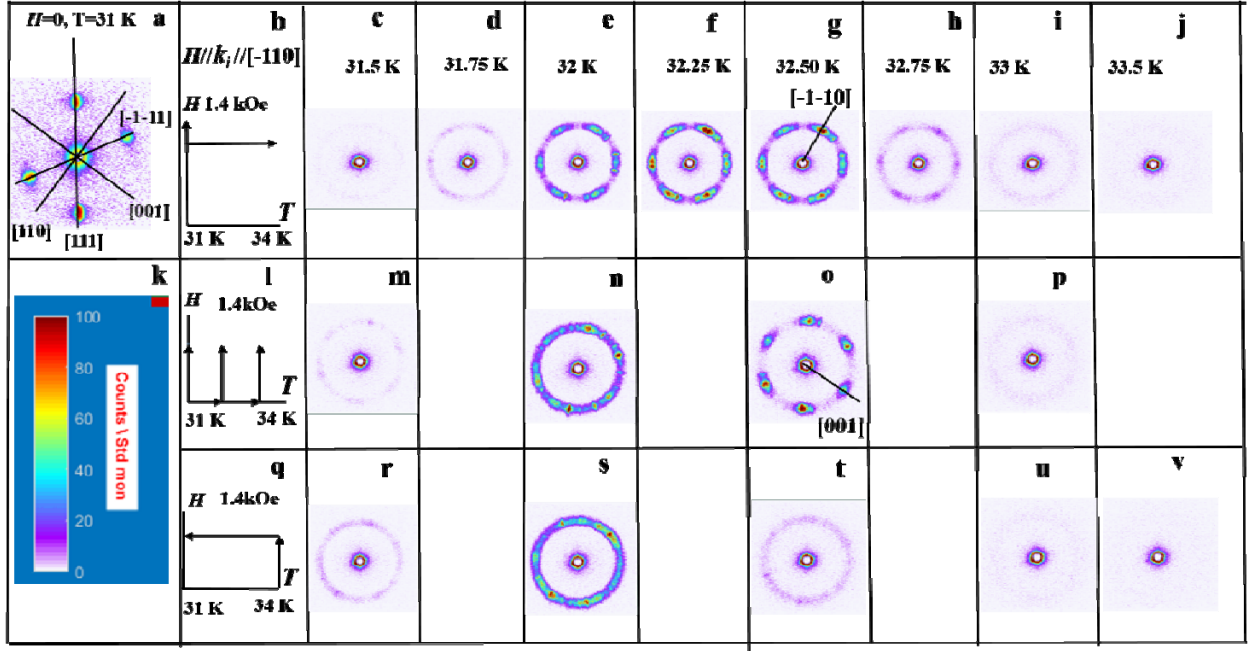 H=0, T=31 K a
[-1-11]
[001]
[110]
[111]
b
H//ki//[-110]
H 1.4 kOe
T
31 K 34 K
c
31.5 K
d
31.75 K
e
32 K
f
32.25 K
g
32.50 K
[-1-10]
h
32.75 K
i
33 K
j
33.5 K
k
100
80
60
40
20
0
Counts \ Std mon
l
H 1.4kOe
T
31 K 34 K
m
n
o
[001]
p
q
H 1.4kOe
T
31 K 34 K
r
s
t
u
v